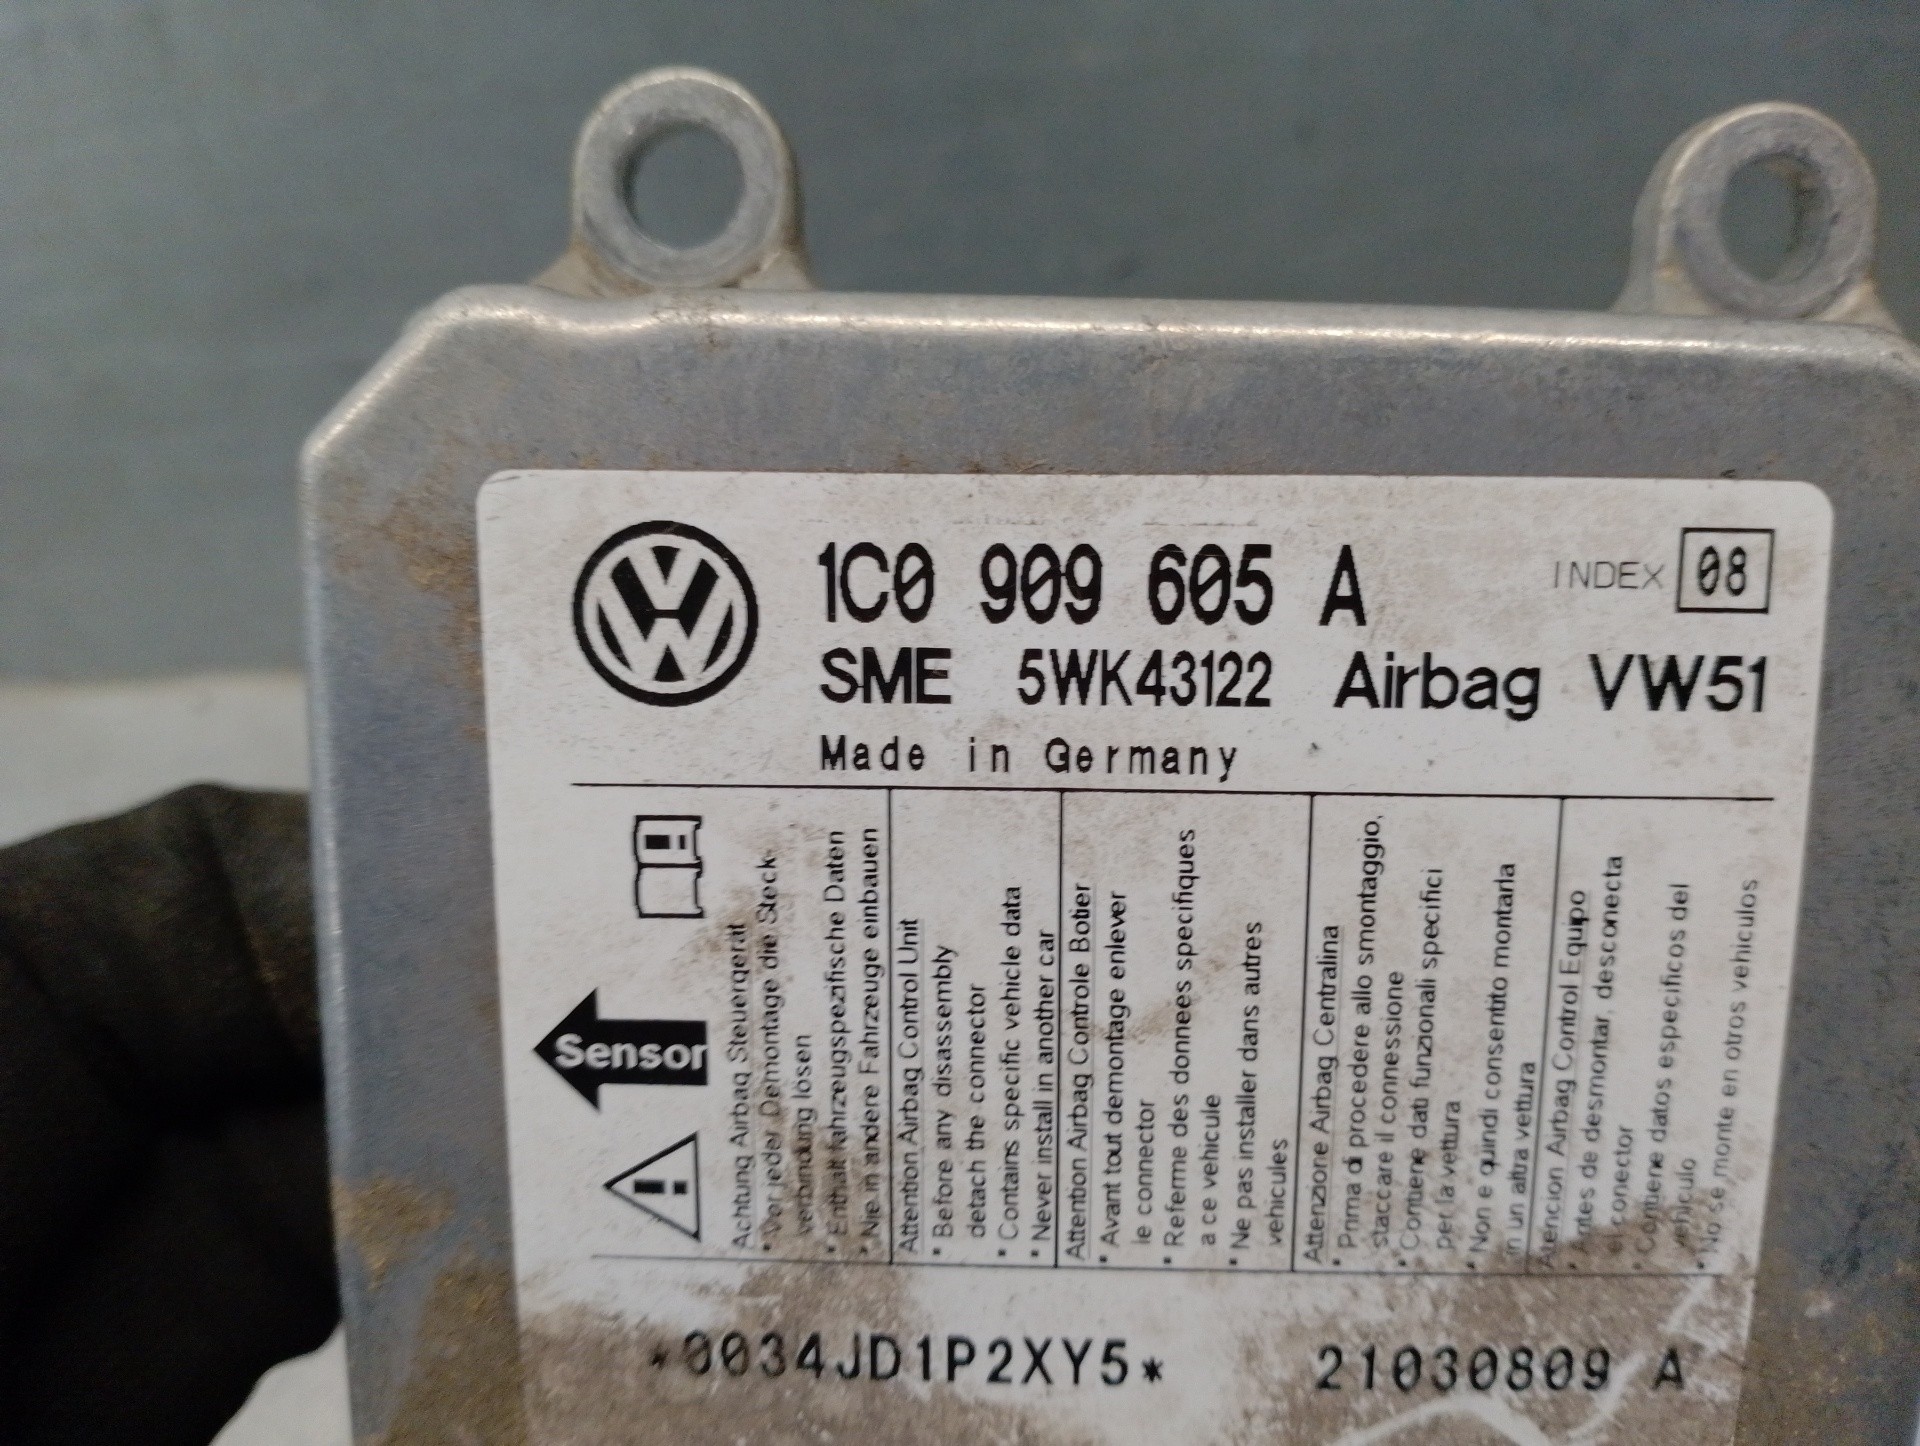 1C0 909 605 A
INDEX 08
SME 5WK43122 Airbag VW51
Made in Germany
Sensor
Achtung Airbag Steuergerät
• Vor jeder Demontage die Steck-
verbindung lösen
• Enthält fahrzeugspezifische Daten
• Nie in andere Fahrzeuge einbauen
Attention Airbag Control Unit
• Before any disassembly
detach the connector
• Contains specific vehicle data
• Never install in another car
Attention Airbag Controle Botier
• Avant tout demontage enlever
le connector
• Referme des donnees specifiques
a ce vehicule
• Ne pas installer dans autres
vehicules
Attenzione Airbag Centralina
• Prima di procedere allo smontaggio,
staccare il connessione
• Contiene dati funzionali specifici
per la vettura
• Non e quindi consentito montarla
in un altra vettura
Atencion Airbag Control Equipo
• Antes de desmontar, desconecta
el conector
• Contiene datos especificos del
vehiculo
• No se monte en otros vehiculos
*0034JD1P2XY5*
21030809 A